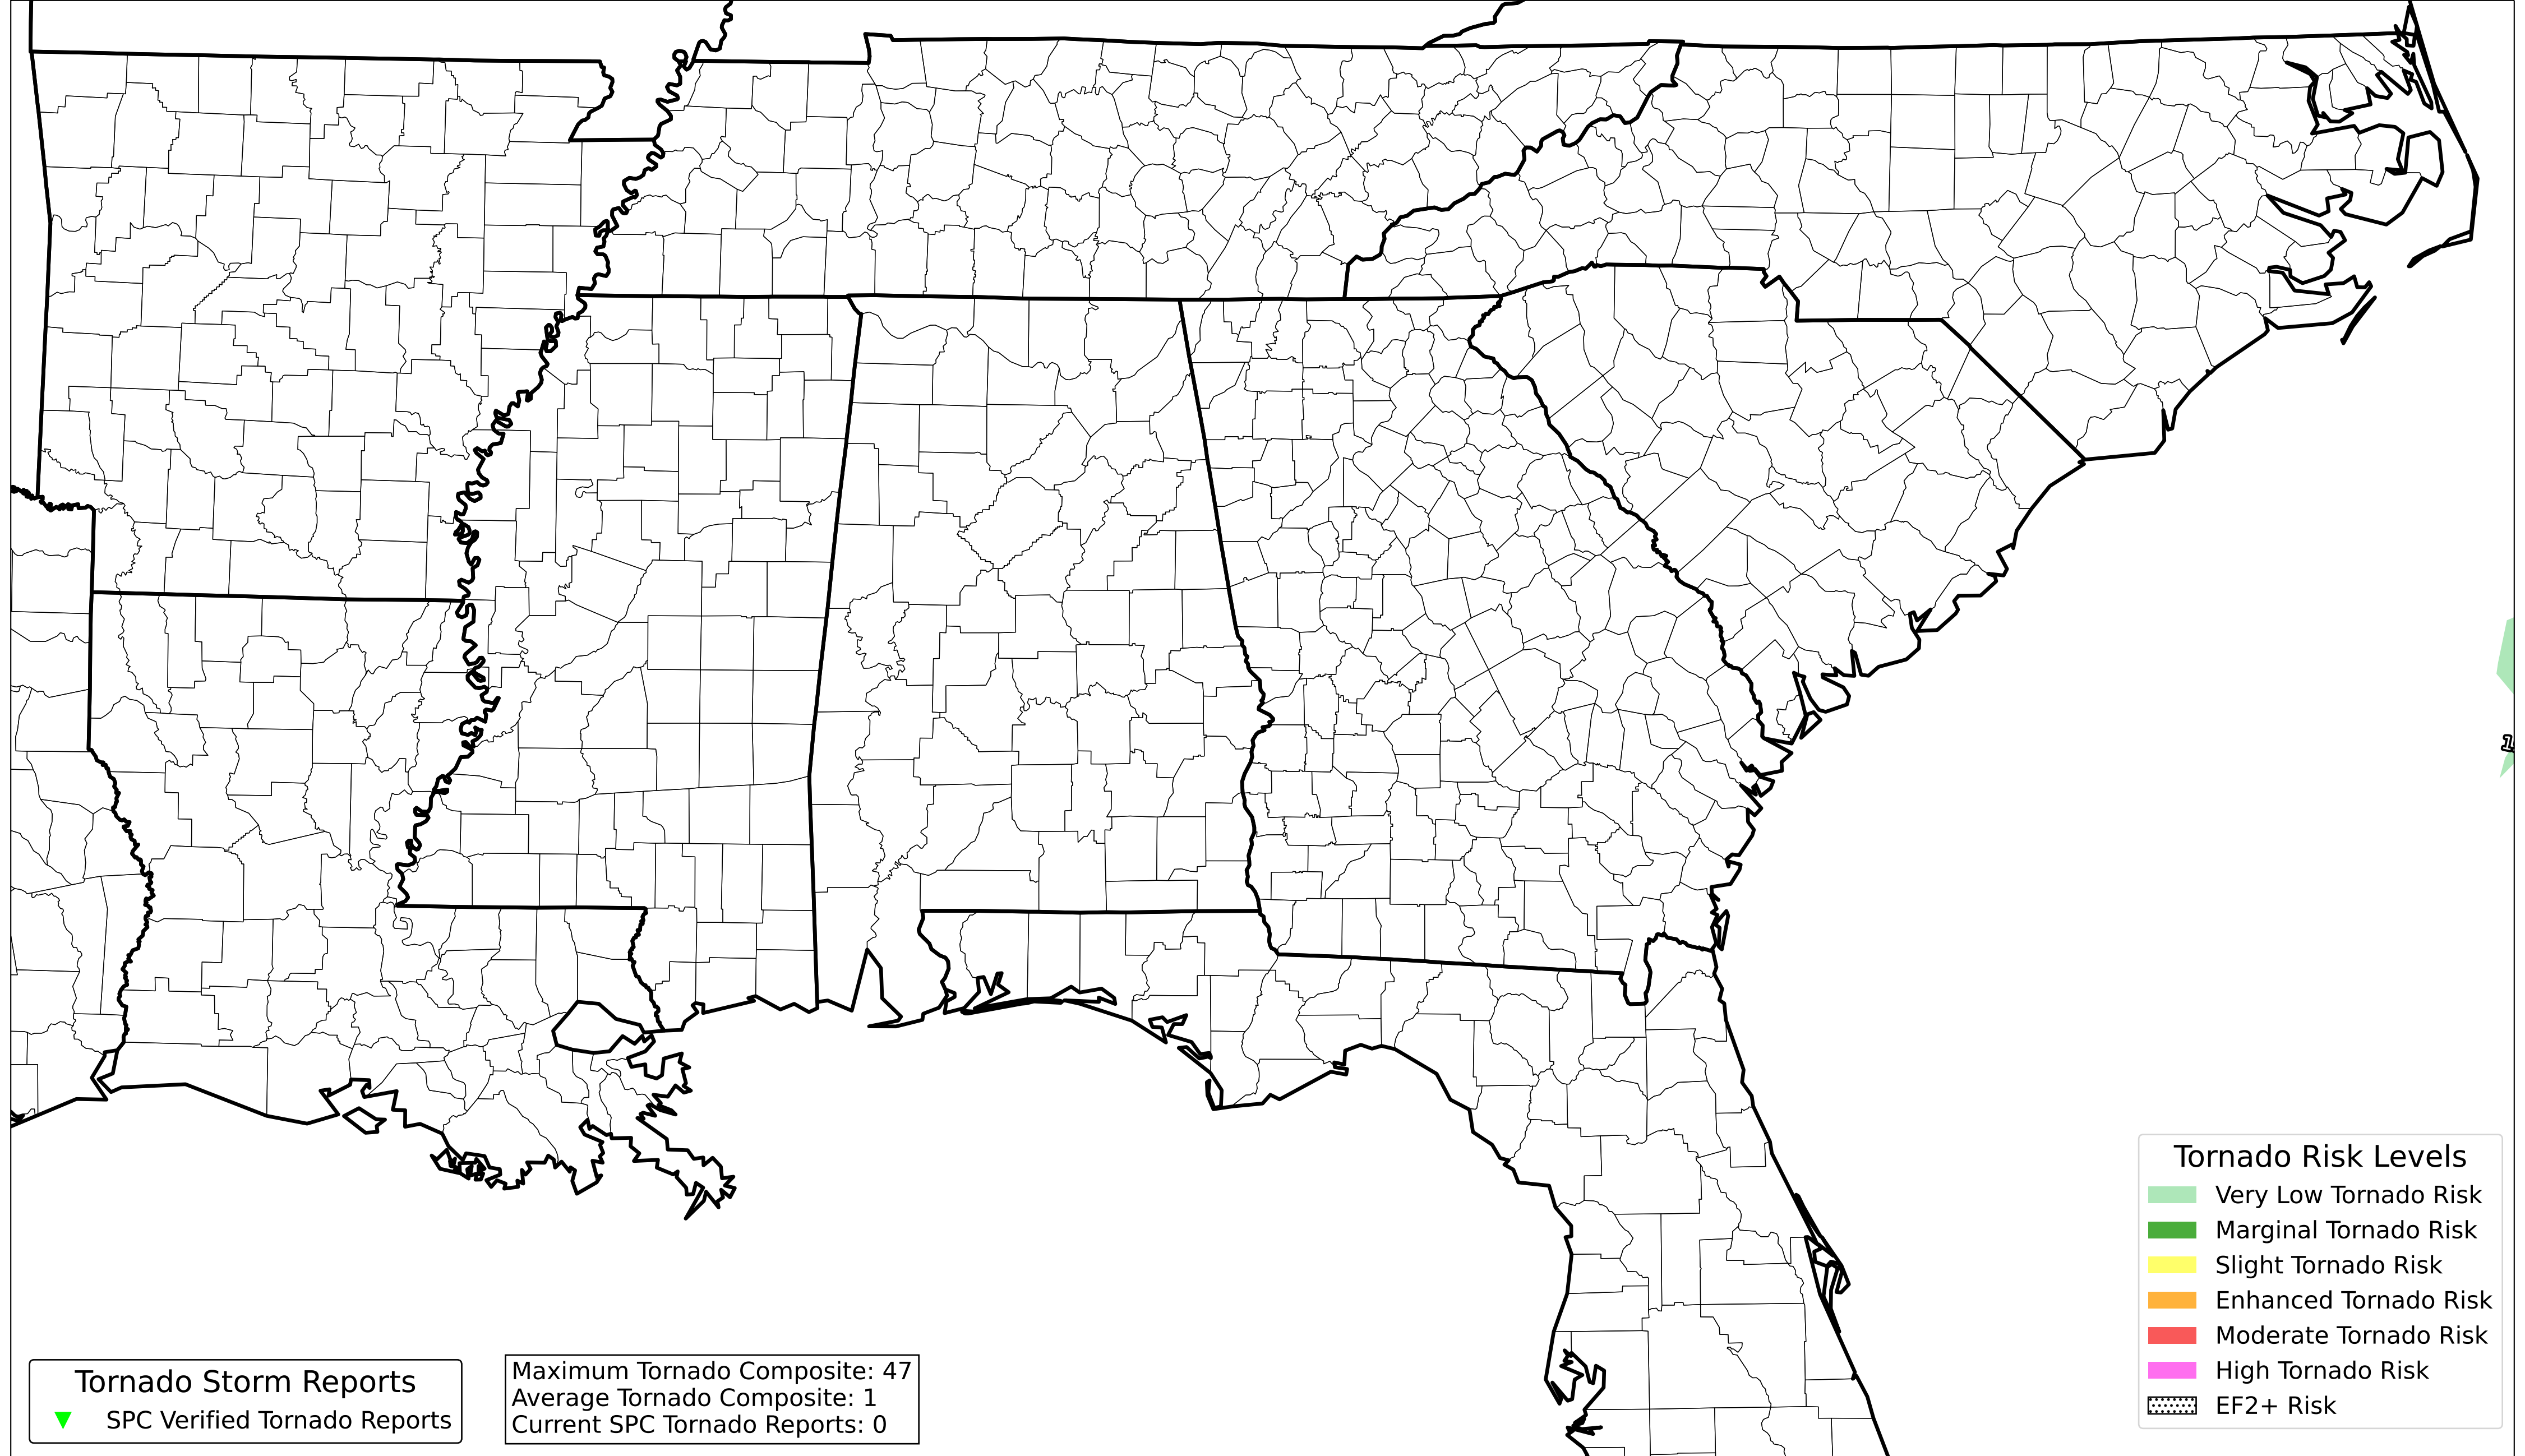 1
Tornado Risk Levels
Very Low Tornado Risk
Marginal Tornado Risk
Slight Tornado Risk
Enhanced Tornado Risk
Moderate Tornado Risk
High Tornado Risk
EF2+ Risk
Tornado Storm Reports
SPC Verified Tornado Reports
Maximum Tornado Composite: 47
Average Tornado Composite: 1
Current SPC Tornado Reports: 0